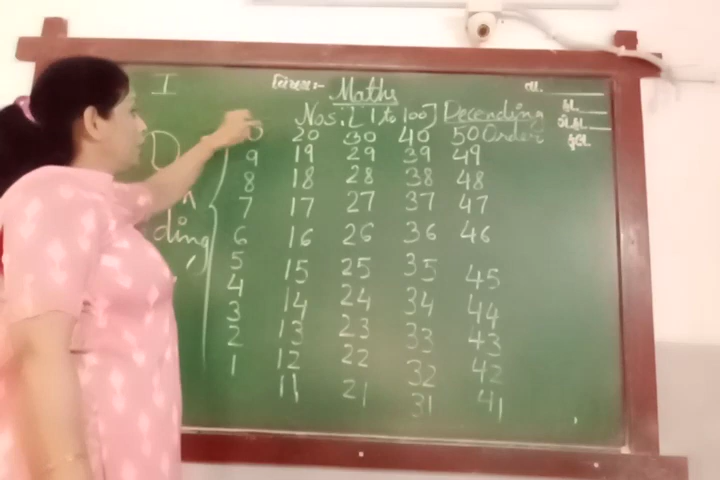 I વિષય:- Maths તા.
Nos: [ 1 to 100] Decending ક્રમ.
0 20 30 40 50 Order
9 19 29 39 49
8 18 28 38 48
7 17 27 37 47
ding 6 16 26 36 46
5 15 25 35 45
4 14 24 34 44
3 13 23 33 43
2 12 22 32 42
1 11 21 31 41